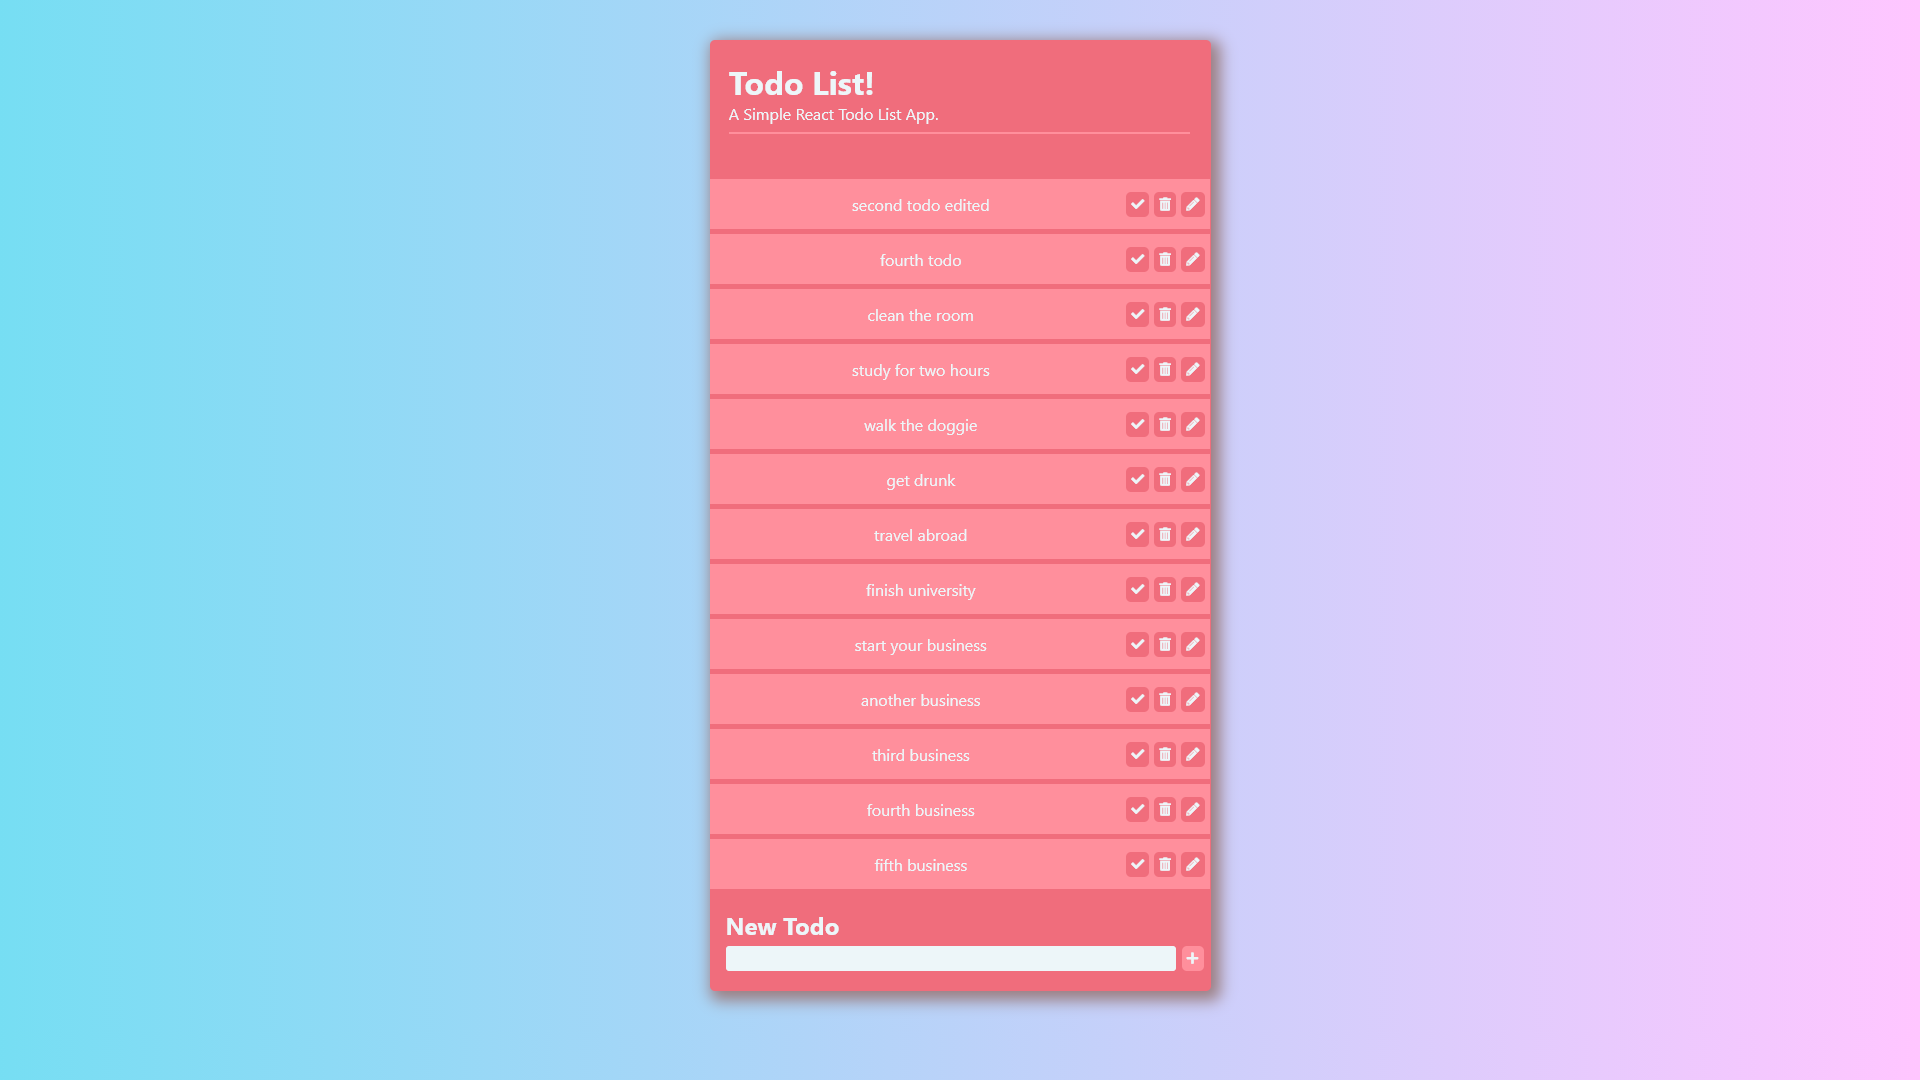 Todo List!
A Simple React Todo List App.
second todo edited
fourth todo
clean the room
study for two hours
walk the doggie
get drunk
travel abroad
finish university
start your business
another business
third business
fourth business
fifth business
New Todo